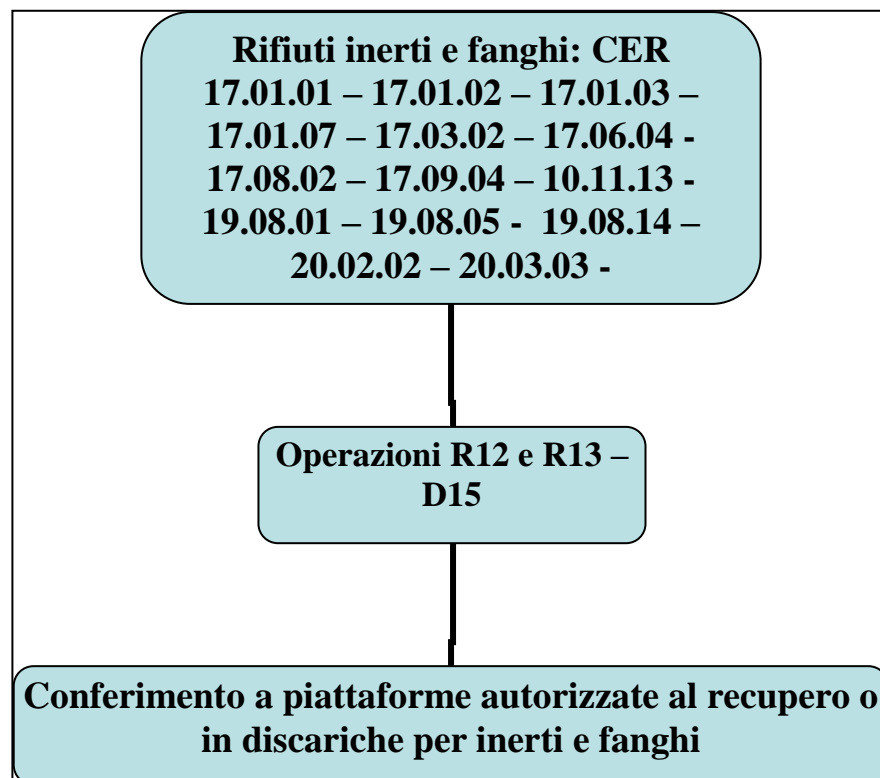 Rifiuti inerti e fanghi: CER
17.01.01 – 17.01.02 – 17.01.03 –
17.01.07 – 17.03.02 – 17.06.04 -
17.08.02 – 17.09.04 – 10.11.13 -
19.08.01 – 19.08.05 - 19.08.14 –
20.02.02 – 20.03.03 -
Operazioni R12 e R13 –
D15
Conferimento a piattaforme autorizzate al recupero o
in discariche per inerti e fanghi